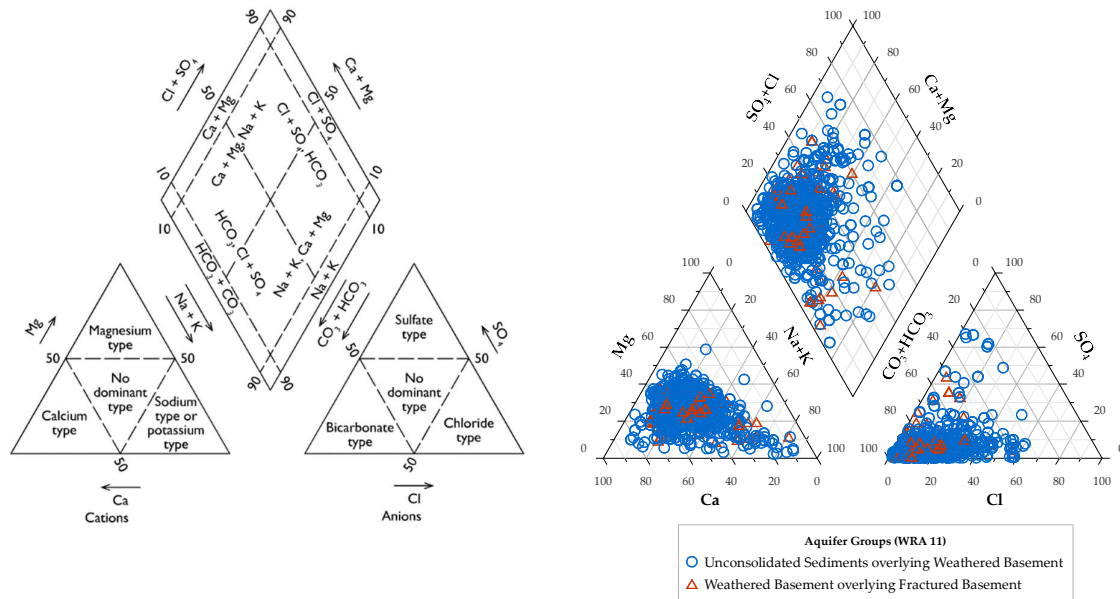 90
90
Cl + SO₄
50
Ca + Mg
Cl + SO₄
50
Ca + Mg
Ca + Mg, Na + K
Cl + SO₄, HCO₃
10
10
10
10
HCO₃, Cl + SO₄
Na + K, Ca + Mg
HCO₃ + CO₃
Na + K
90
90
Mg
Na + K
50
50
Magnesium
type
No
dominant
type
Calcium
type
Sodium
type or
potassium
type
50
Ca
Cations
CO₃ + HCO₃
SO₄
50
50
Sulfate
type
No
dominant
type
Bicarbonate
type
Chloride
type
50
Cl
Anions
100
100
80
80
60
60
40
40
20
20
0
0
SO₄+Cl
Ca+Mg
100
0
80
20
60
40
40
60
20
80
0
100
Mg
Na+K
100
80
60
40
20
0
Ca
100
0
80
20
60
40
40
60
20
80
100
0
CO₃+HCO₃
SO₄
0
20
40
60
80
100
Cl
Aquifer Groups (WRA 11)
Unconsolidated Sediments overlying Weathered Basement
Weathered Basement overlying Fractured Basement